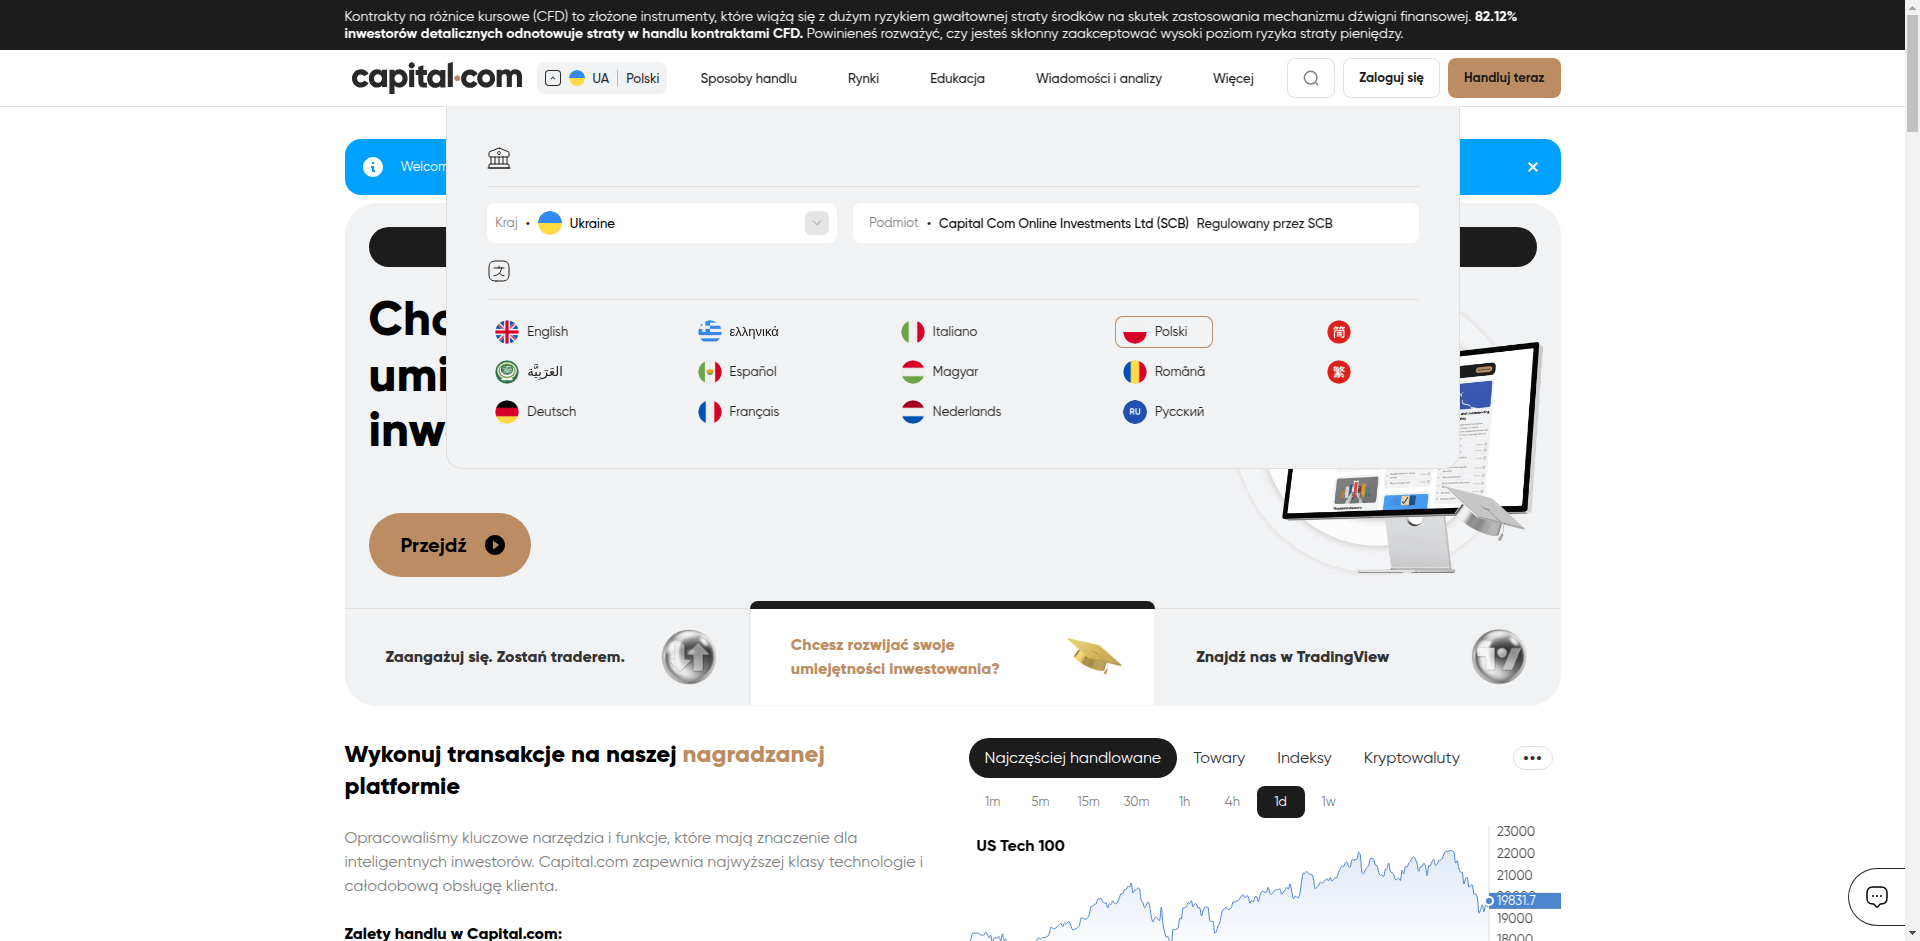 Kontrakty na różnice kursowe (CFD) to złożone instrumenty, które wiążą się z dużym ryzykiem gwałtownej straty środków na skutek zastosowania mechanizmu dźwigni finansowej. 82.12%
inwestorów detalicznych odnotowuje straty w handlu kontraktami CFD. Powinieneś rozważyć, czy jesteś skłonny zaakceptować wysoki poziom ryzyka straty pieniędzy.
capital.com UA Polski Sposoby handlu Rynki Edukacja Wiadomości i analizy Więcej Zaloguj się Handluj teraz
Kraj • Ukraine Podmiot • Capital Com Online Investments Ltd (SCB) Regulowany przez SCB
文
English ελληνικά Italiano Polski 简
العَرَبِيَّة Español Magyar Română 繁
Deutsch Français Nederlands RU Русский
Przejdź
Zaangażuj się. Zostań traderem.
Chcesz rozwijać swoje
umiejętności inwestowania?
Znajdź nas w TradingView
Wykonuj transakcje na naszej nagradzanej
platformie
Opracowaliśmy kluczowe narzędzia i funkcje, które mają znaczenie dla
inteligentnych inwestorów. Capital.com zapewnia najwyższej klasy technologie i
całodobową obsługę klienta.
Zalety handlu w Capital.com:
Najczęściej handlowane Towary Indeksy Kryptowaluty
1m 5m 15m 30m 1h 4h 1d 1w
US Tech 100
23000
22000
21000
19831.7
19000
18000